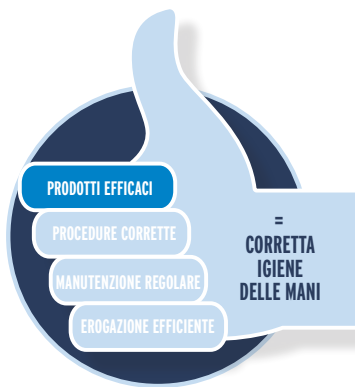 PRODOTTI EFFICACI
PROCEDURE CORRETTE
MANUTENZIONE REGOLARE
EROGAZIONE EFFICIENTE
=
CORRETTA
IGIENE
DELLE MANI